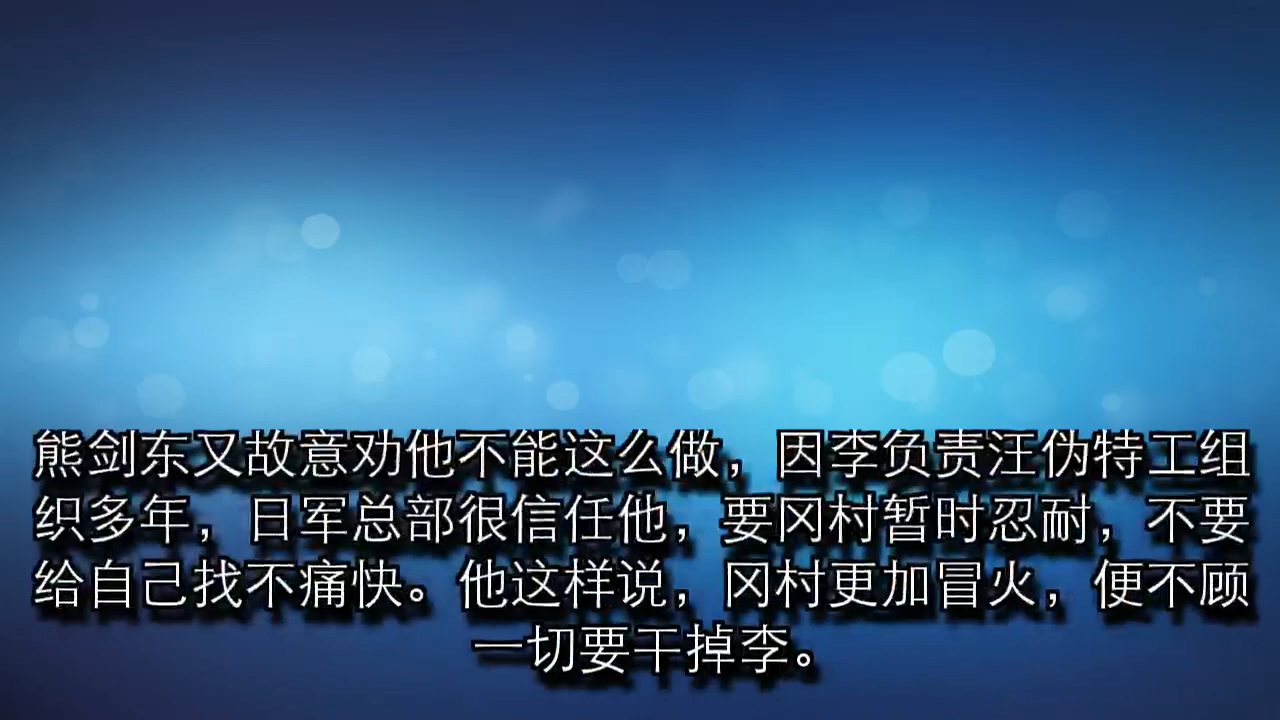 熊剑东又故意劝他不能这么做，因李负责汪伪特工组
织多年，日军总部很信任他，要冈村暂时忍耐，不要
给自己找不痛快。他这样说，冈村更加冒火，便不顾
一切要干掉李。